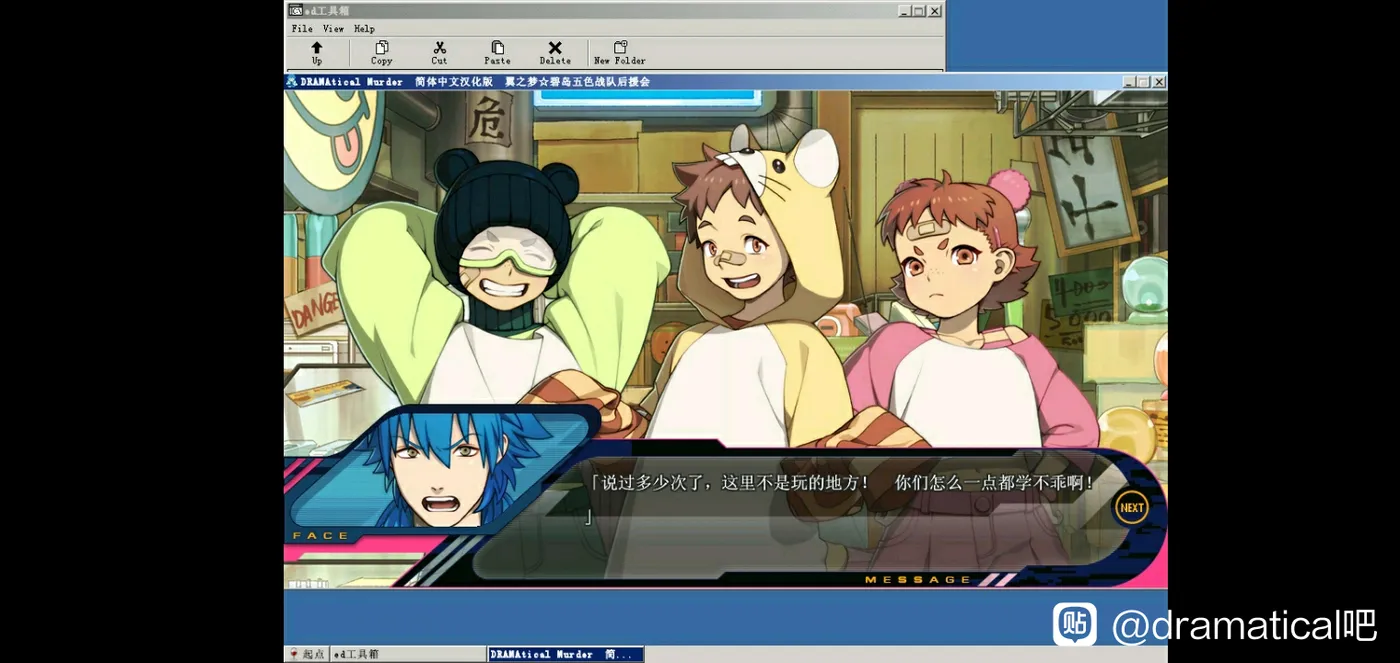 ed工具箱
File View Help
Up Copy Cut Paste Delete New Folder
DRAMAtical Murder 简体中文汉化版 翼之梦☆碧岛五色战队后援会
危
DANGE
400
5000
500
「说过多少次了，这里不是玩的地方！ 你们怎么一点都学不乖啊！
」
NEXT
FACE
MESSAGE
贴 @dramatical吧
起点 ed工具箱 DRAMAtical Murder 简...